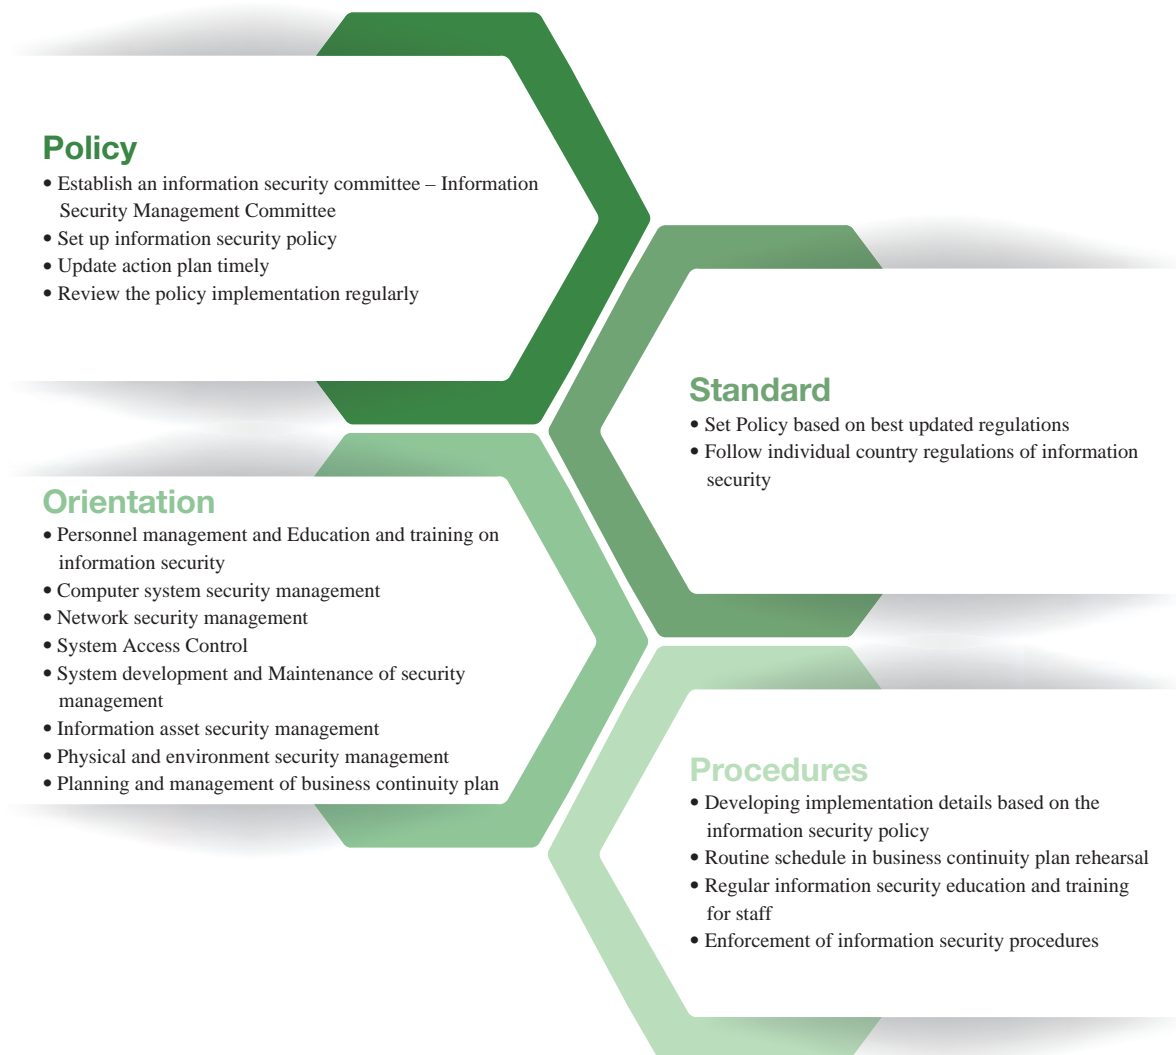 Policy
• Establish an information security committee – Information
Security Management Committee
• Set up information security policy
• Update action plan timely
• Review the policy implementation regularly
Standard
• Set Policy based on best updated regulations
• Follow individual country regulations of information
security
Orientation
• Personnel management and Education and training on
information security
• Computer system security management
• Network security management
• System Access Control
• System development and Maintenance of security
management
• Information asset security management
• Physical and environment security management
• Planning and management of business continuity plan
Procedures
• Developing implementation details based on the
information security policy
• Routine schedule in business continuity plan rehearsal
• Regular information security education and training
for staff
• Enforcement of information security procedures